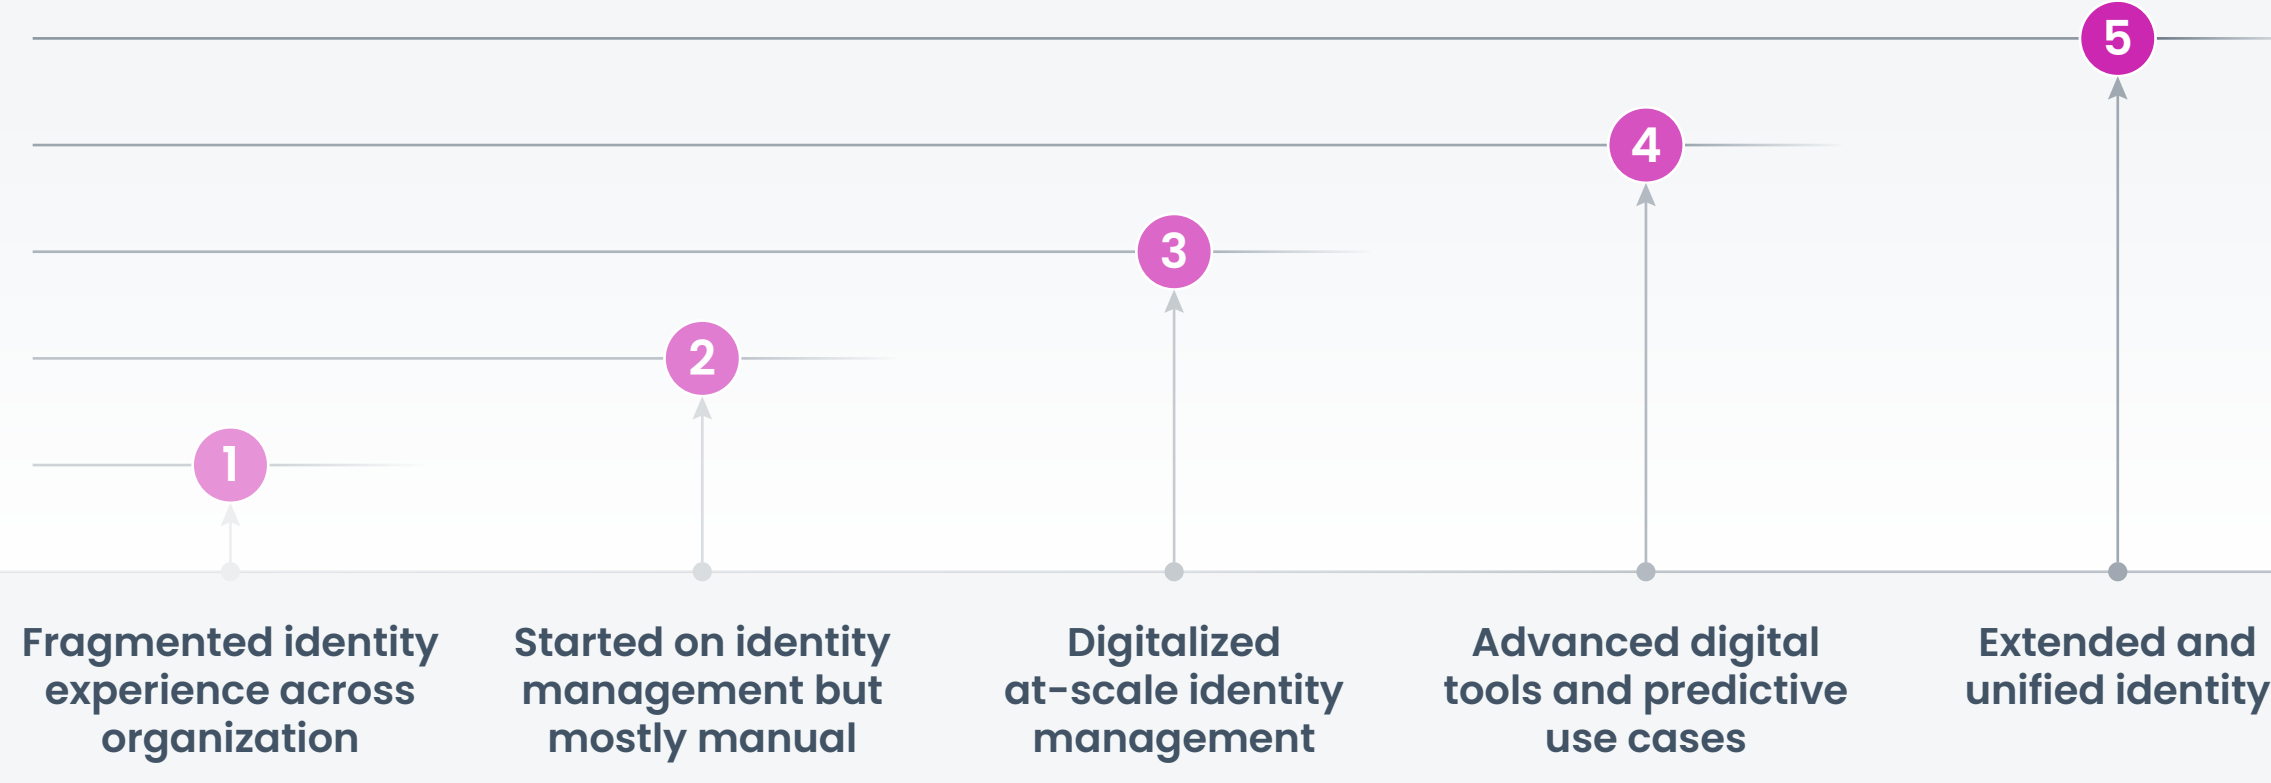 5
4
3
2
1
Fragmented identity
experience across
organization
Started on identity
management but
mostly manual
Digitalized
at-scale identity
management
Advanced digital
tools and predictive
use cases
Extended and
unified identity